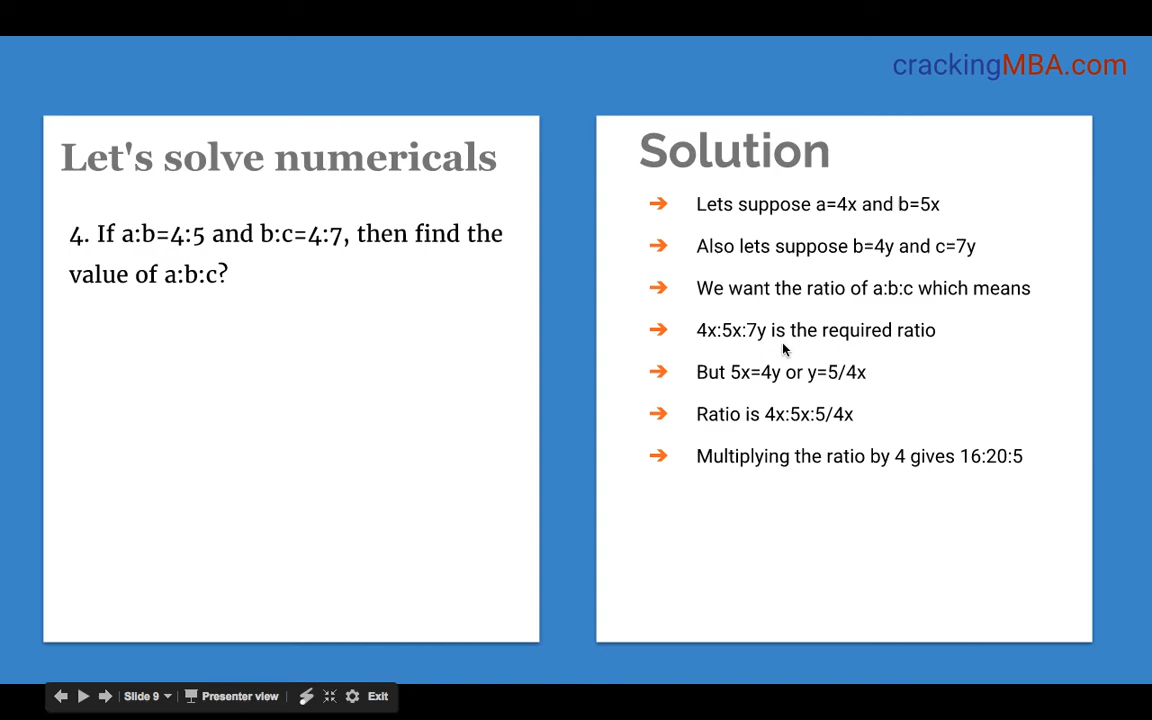 crackingMBA.com
Let's solve numericals
4. If a:b=4:5 and b:c=4:7, then find the
value of a:b:c?
Solution
Lets suppose a=4x and b=5x
Also lets suppose b=4y and c=7y
We want the ratio of a:b:c which means
4x:5x:7y is the required ratio
But 5x=4y or y=5/4x
Ratio is 4x:5x:5/4x
Multiplying the ratio by 4 gives 16:20:5
Slide 9 Presenter view Exit